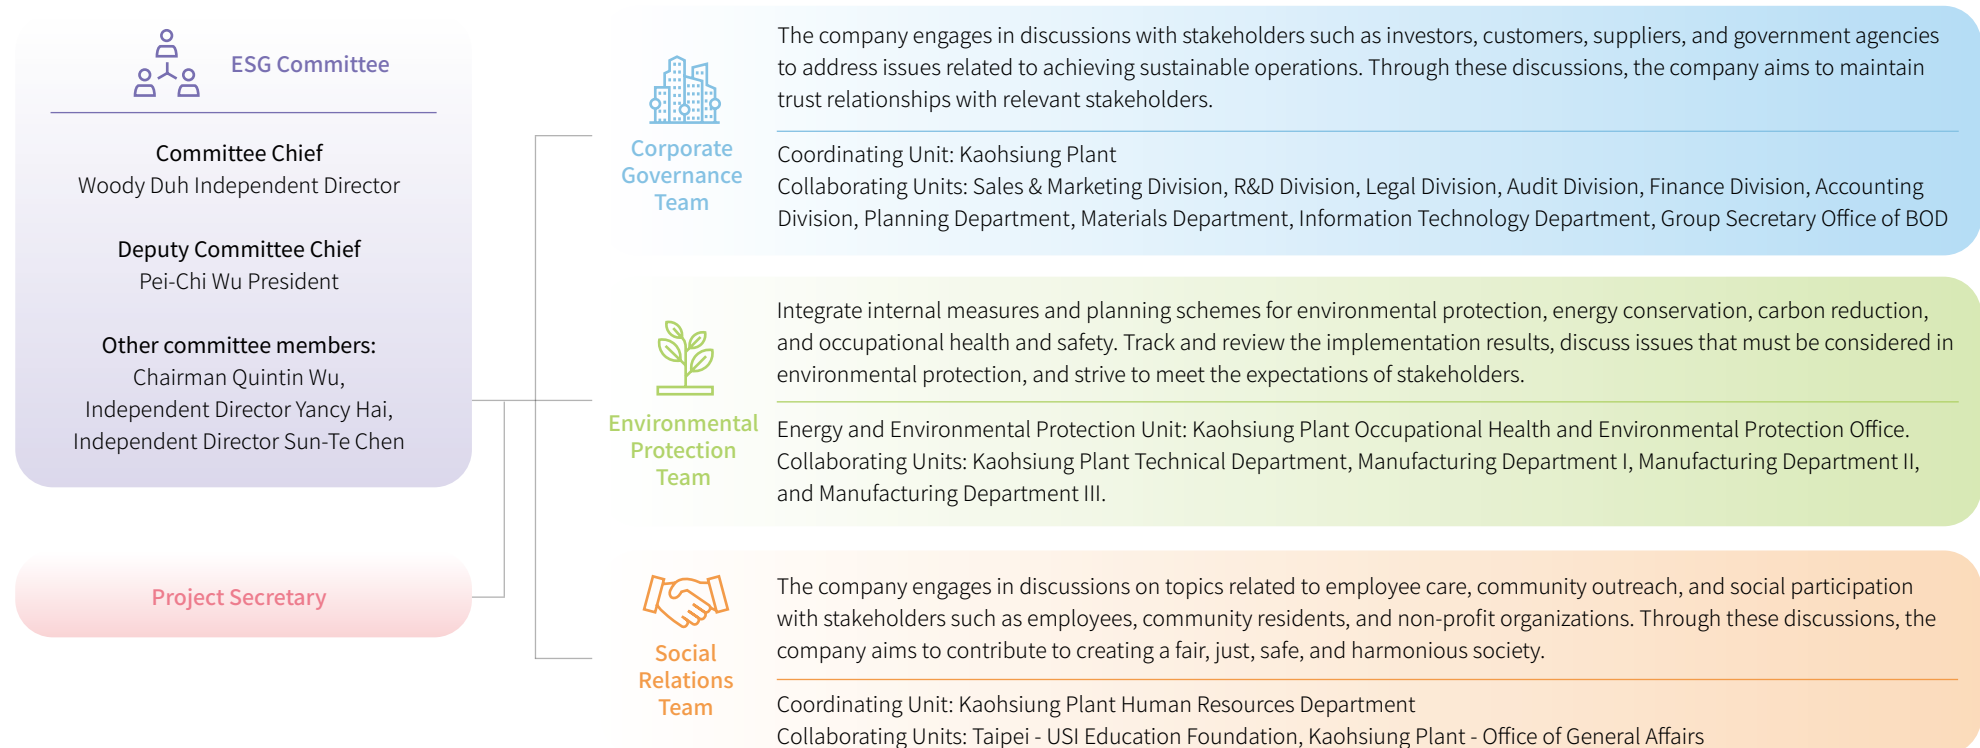 ESG Committee
Committee Chief
Woody Duh Independent Director
Deputy Committee Chief
Pei-Chi Wu President
Other committee members:
Chairman Quintin Wu,
Independent Director Yancy Hai,
Independent Director Sun-Te Chen
Project Secretary
Corporate
Governance
Team
The company engages in discussions with stakeholders such as investors, customers, suppliers, and government agencies
to address issues related to achieving sustainable operations. Through these discussions, the company aims to maintain
trust relationships with relevant stakeholders.
Coordinating Unit: Kaohsiung Plant
Collaborating Units: Sales & Marketing Division, R&D Division, Legal Division, Audit Division, Finance Division, Accounting
Division, Planning Department, Materials Department, Information Technology Department, Group Secretary Office of BOD
Environmental
Protection
Team
Integrate internal measures and planning schemes for environmental protection, energy conservation, carbon reduction,
and occupational health and safety. Track and review the implementation results, discuss issues that must be considered in
environmental protection, and strive to meet the expectations of stakeholders.
Energy and Environmental Protection Unit: Kaohsiung Plant Occupational Health and Environmental Protection Office.
Collaborating Units: Kaohsiung Plant Technical Department, Manufacturing Department I, Manufacturing Department II,
and Manufacturing Department III.
Social
Relations
Team
The company engages in discussions on topics related to employee care, community outreach, and social participation
with stakeholders such as employees, community residents, and non-profit organizations. Through these discussions, the
company aims to contribute to creating a fair, just, safe, and harmonious society.
Coordinating Unit: Kaohsiung Plant Human Resources Department
Collaborating Units: Taipei - USI Education Foundation, Kaohsiung Plant - Office of General Affairs